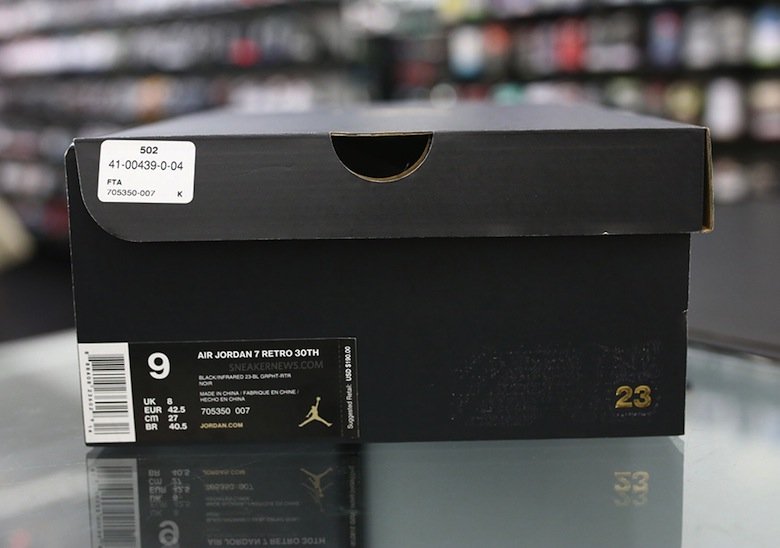 502
41-00439-0-04
FTA
705350-007 K
9
AIR JORDAN 7 RETRO 30TH
SNEAKERNEWS.COM
BLACK/INFRARED 23-BL GRPHT-RTR
NOIR
MADE IN CHINA / FABRIQUE EN CHINE /
HECHO EN CHINA
UK 8
EUR 42.5
cm 27
BR 40.5
705350 007
JORDAN.COM
Suggested Retail: USD $190.00
23